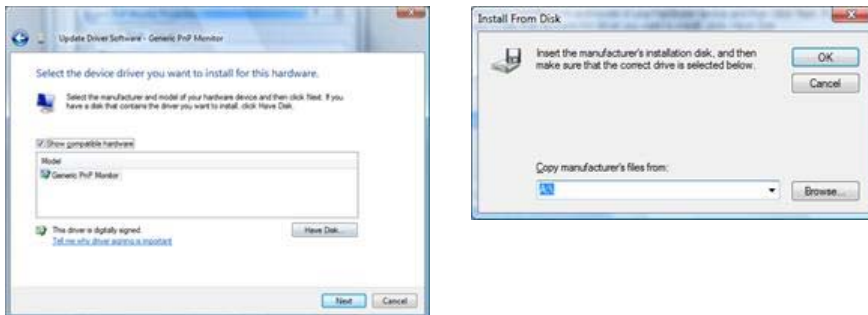 Update Driver Software - Generic PnP Monitor
Select the device driver you want to install for this hardware.
Select the manufacturer and model of your hardware device and then click Next. If you
have a disk that contains the driver you want to install, click Have Disk.
Show compatible hardware
Model
Generic PnP Monitor
This driver is digitally signed.
Have Disk...
Tell me why driver signing is important
Next
Cancel
Install From Disk
Insert the manufacturer's installation disk, and then
make sure that the correct drive is selected below.
OK
Cancel
Copy manufacturer's files from:
A:\
Browse...